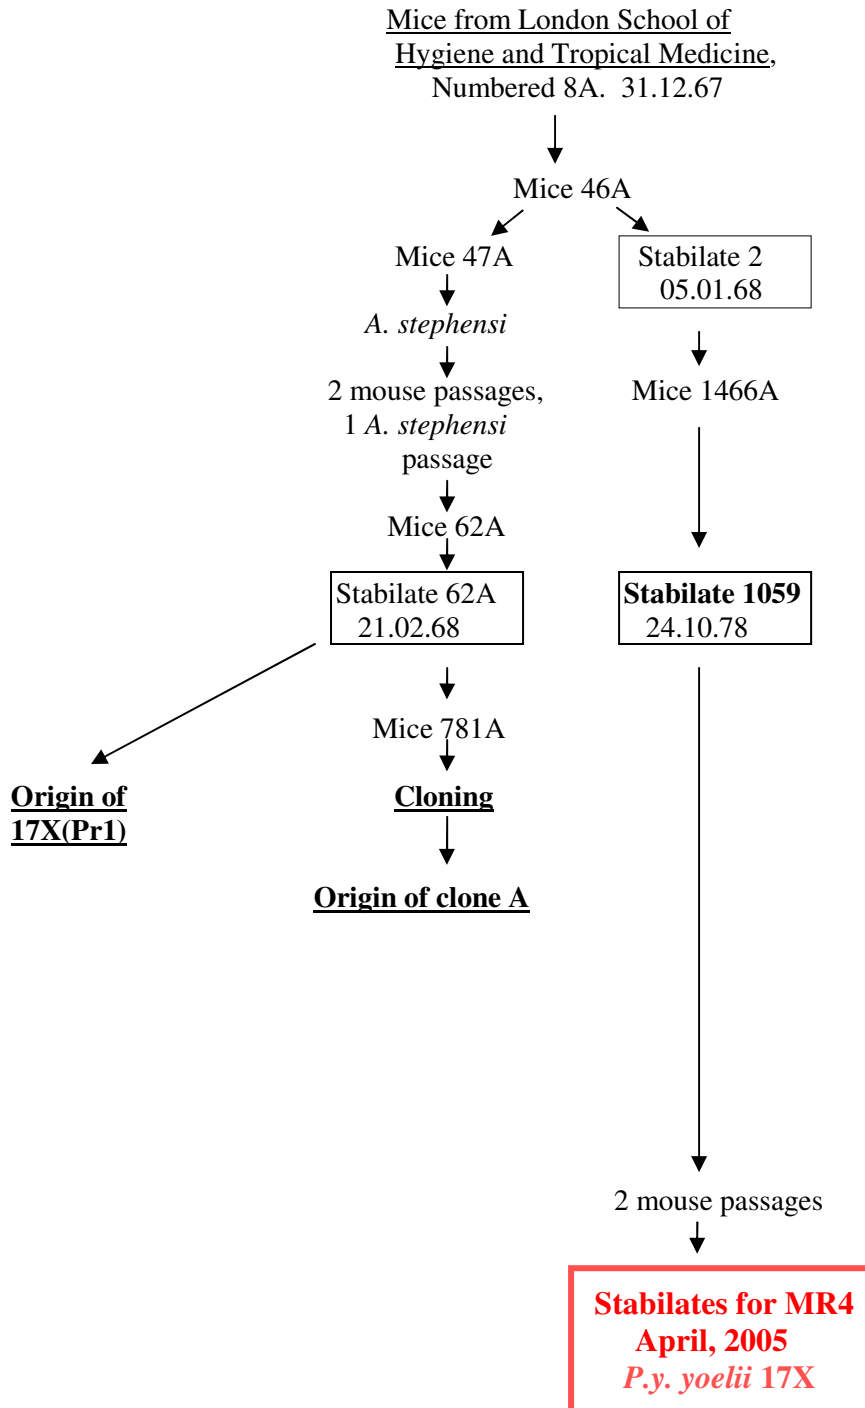 Mice from London School of
Hygiene and Tropical Medicine,
Numbered 8A.  31.12.67
Mice 46A
Mice 47A
A. stephensi
2 mouse passages,
1 A. stephensi
passage
Mice 62A
Stabilate 62A
21.02.68
Mice 781A
Cloning
Origin of clone A
Origin of
17X(Pr1)
Stabilate 2
05.01.68
Mice 1466A
Stabilate 1059
24.10.78
2 mouse passages
Stabilates for MR4
April, 2005
P.y. yoelii 17X